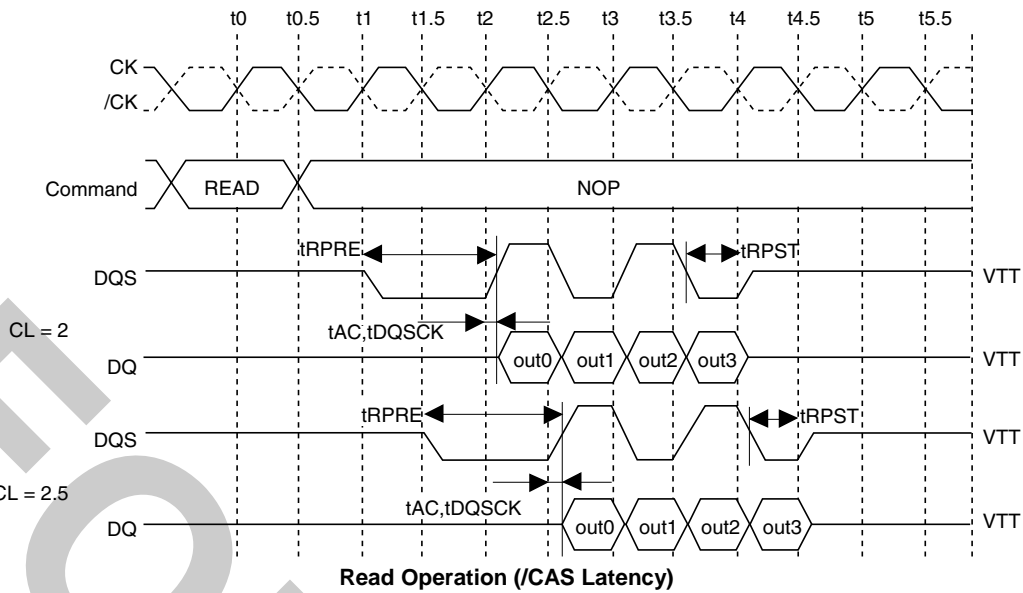 t0 t0.5 t1 t1.5 t2 t2.5 t3 t3.5 t4 t4.5 t5 t5.5
CK
/CK
Command READ NOP
tRPRE tRPST
DQS VTT
CL = 2
tAC,tDQSCK
DQ out0 out1 out2 out3 VTT
tRPRE tRPST
DQS VTT
CL = 2.5
tAC,tDQSCK
DQ out0 out1 out2 out3 VTT
Read Operation (/CAS Latency)